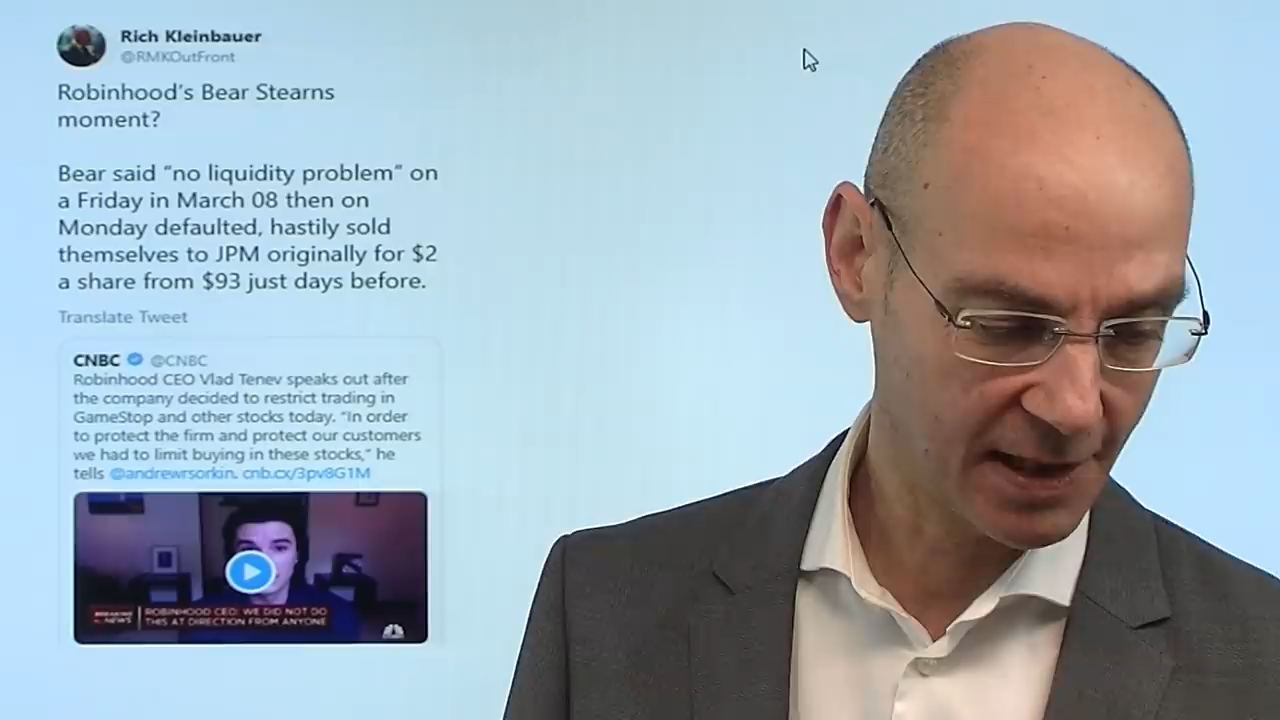 Rich Kleinbauer
@RMKOutFront
Robinhood's Bear Stearns
moment?
Bear said “no liquidity problem” on
a Friday in March 08 then on
Monday defaulted, hastily sold
themselves to JPM originally for $2
a share from $93 just days before.
Translate Tweet
CNBC @CNBC
Robinhood CEO Vlad Tenev speaks out after
the company decided to restrict trading in
GameStop and other stocks today. “In order
to protect the firm and protect our customers
we had to limit buying in these stocks,” he
tells @andrewrsorkin. cnb.cx/3pv8G1M
BREAKING
NEWS
ROBINHOOD CEO: WE DID NOT DO
THIS AT DIRECTION FROM ANYONE